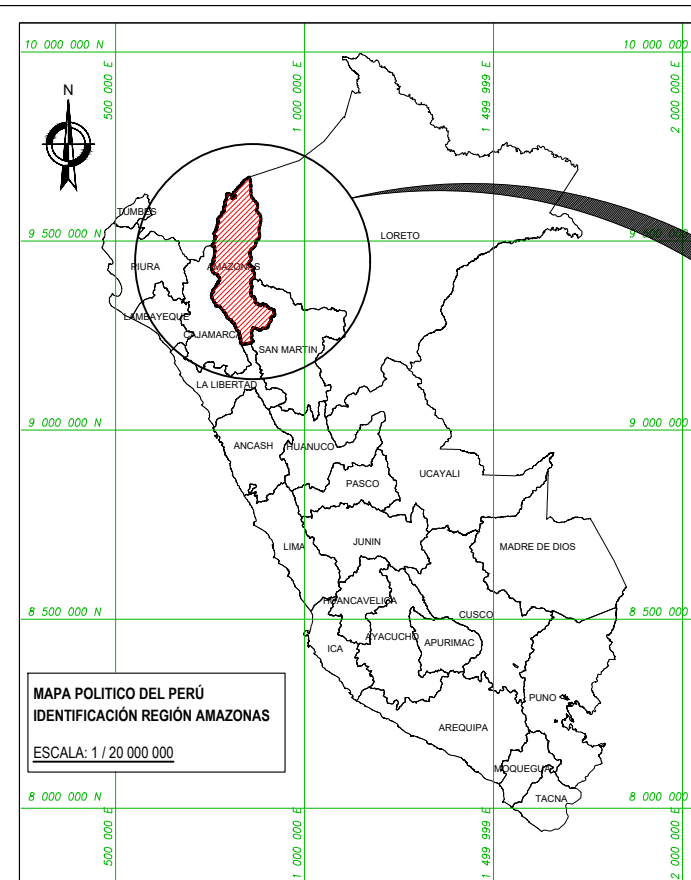 10 000 000 N
10 000 000 N
500 000 E
1 000 000 E
1 499 999 E
2 000 000 E
N
TUMBES
9 500 000 N
LORETO
PIURA
AMAZONAS
LAMBAYEQUE
CAJAMARCA
SAN MARTIN
LA LIBERTAD
9 000 000 N
9 000 000 N
ANCASH
HUANUCO
PASCO
UCAYALI
LIMA
JUNIN
MADRE DE DIOS
HUANCAVELICA
8 500 000 N
8 500 000 N
CUSCO
AYACUCHO
APURIMAC
ICA
PUNO
MAPA POLITICO DEL PERÚ
IDENTIFICACIÓN REGIÓN AMAZONAS
ESCALA: 1 / 20 000 000
AREQUIPA
MOQUEGUA
TACNA
8 000 000 N
8 000 000 N
500 000 E
1 000 000 E
1 499 999 E
2 000 000 E